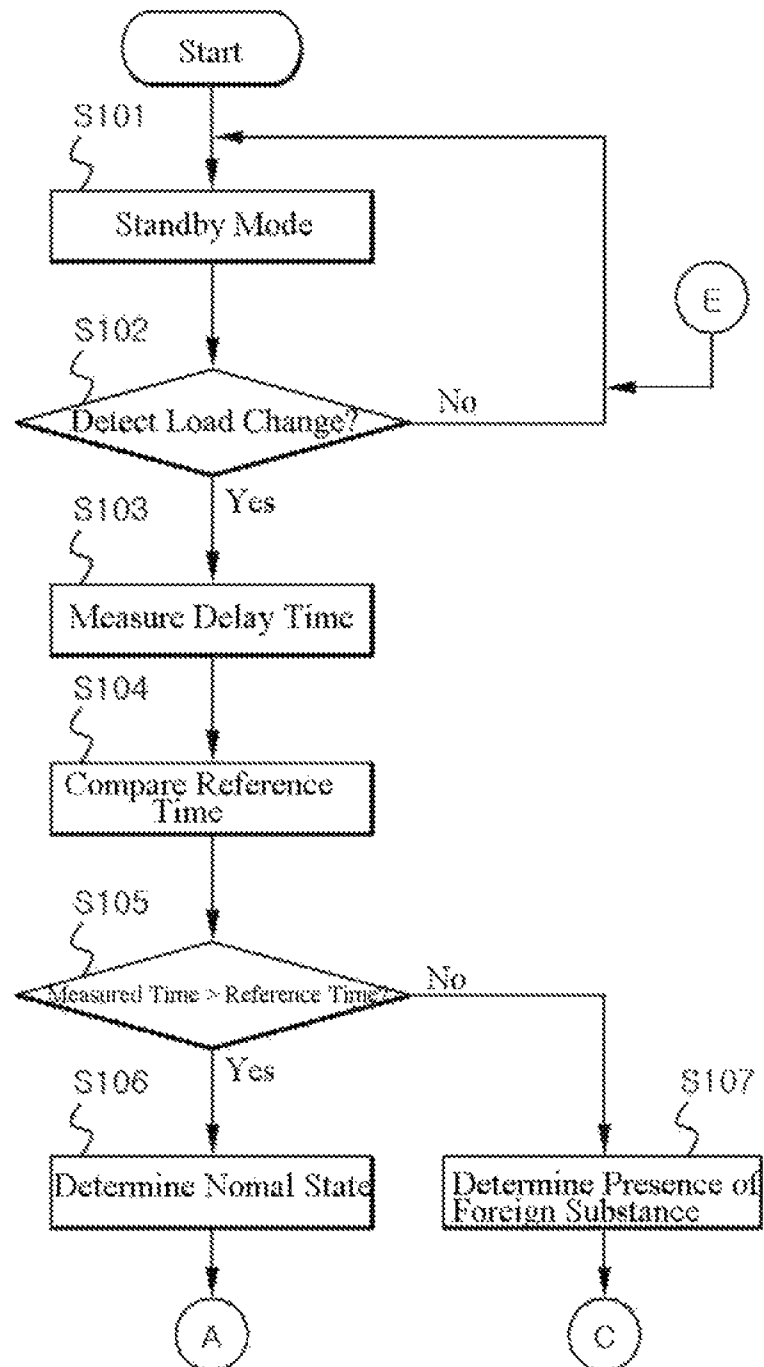 Start
S101
Standby Mode
E
S102
Detect Load Change?
No
Yes
S103
Measure Delay Time
S104
Compare Reference
Time
S105
Measured Time > Reference Time?
No
Yes
S106
S107
Determine Nomal State
Determine Presence of
Foreign Substance
A
C